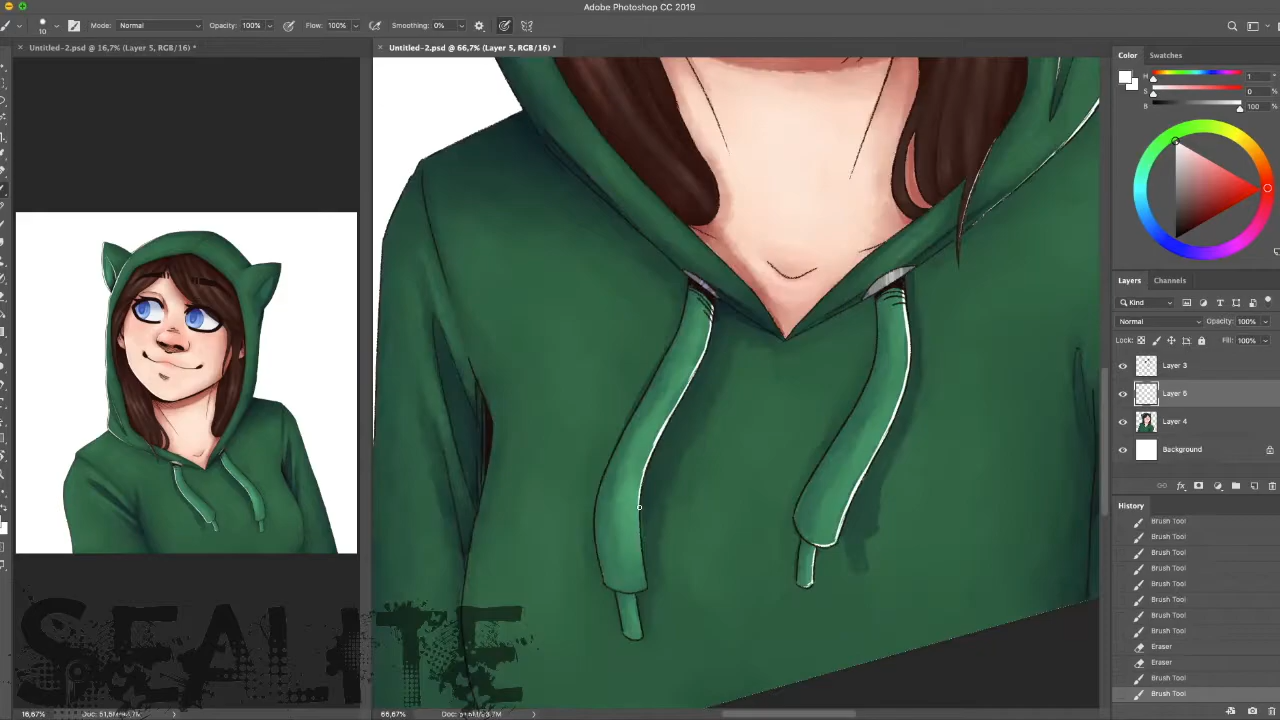 Adobe Photoshop CC 2019
10
Mode: Normal
Opacity: 100%
Flow: 100%
Smoothing: 0%
Untitled-2.psd @ 16,7% (Layer 5, RGB/16) *
Untitled-2.psd @ 66,7% (Layer 5, RGB/16) *
Color
Swatches
H
1
°
S
0
%
B
100
%
Layers
Channels
Kind
Normal
Opacity: 100%
Lock:
Fill: 100%
Layer 3
Layer 5
Layer 4
Background
History
Brush Tool
Brush Tool
Brush Tool
Brush Tool
Brush Tool
Brush Tool
Brush Tool
Brush Tool
Eraser
Eraser
Brush Tool
Brush Tool
SEALITE
16,67%
66,67%